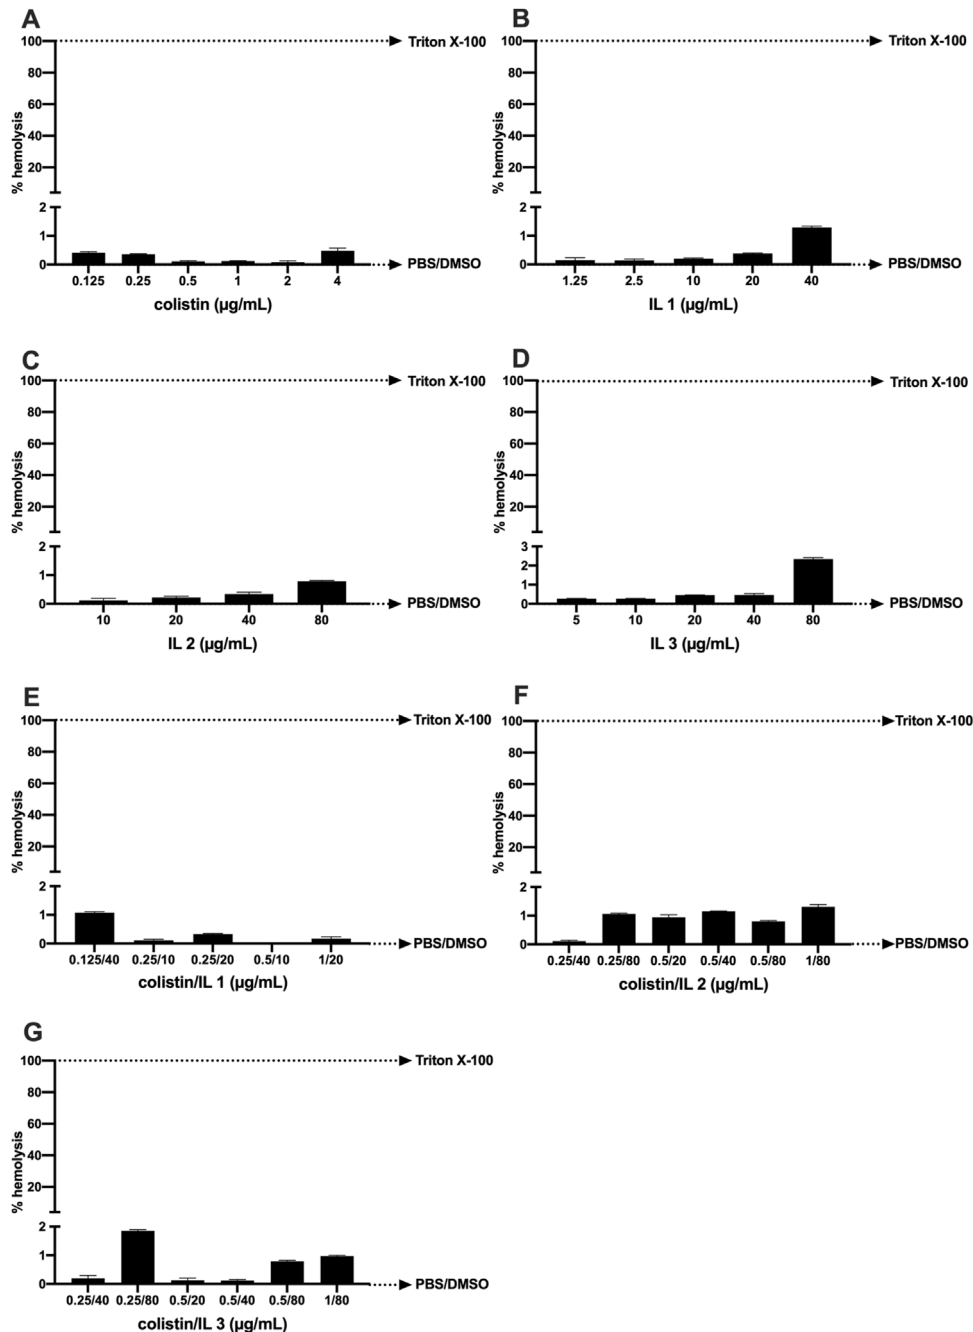 A
100
80
60
40
20
% hemolysis
2
1
0
Triton X-100
PBS/DMSO
0.125 0.25 0.5 1 2 4
colistin (µg/mL)
B
100
80
60
40
20
% hemolysis
2
1
0
Triton X-100
PBS/DMSO
1.25 2.5 10 20 40
IL 1 (µg/mL)
C
100
80
60
40
20
% hemolysis
2
1
0
Triton X-100
PBS/DMSO
10 20 40 80
IL 2 (µg/mL)
D
100
80
60
40
20
% hemolysis
3
2
1
0
Triton X-100
PBS/DMSO
5 10 20 40 80
IL 3 (µg/mL)
E
100
80
60
40
20
% hemolysis
2
1
0
Triton X-100
PBS/DMSO
0.125/40 0.25/10 0.25/20 0.5/10 1/20
colistin/IL 1 (µg/mL)
F
100
80
60
40
20
% hemolysis
2
1
0
Triton X-100
PBS/DMSO
0.25/40 0.25/80 0.5/20 0.5/40 0.5/80 1/80
colistin/IL 2 (µg/mL)
G
100
80
60
40
20
% hemolysis
2
1
0
Triton X-100
PBS/DMSO
0.25/40 0.25/80 0.5/20 0.5/40 0.5/80 1/80
colistin/IL 3 (µg/mL)